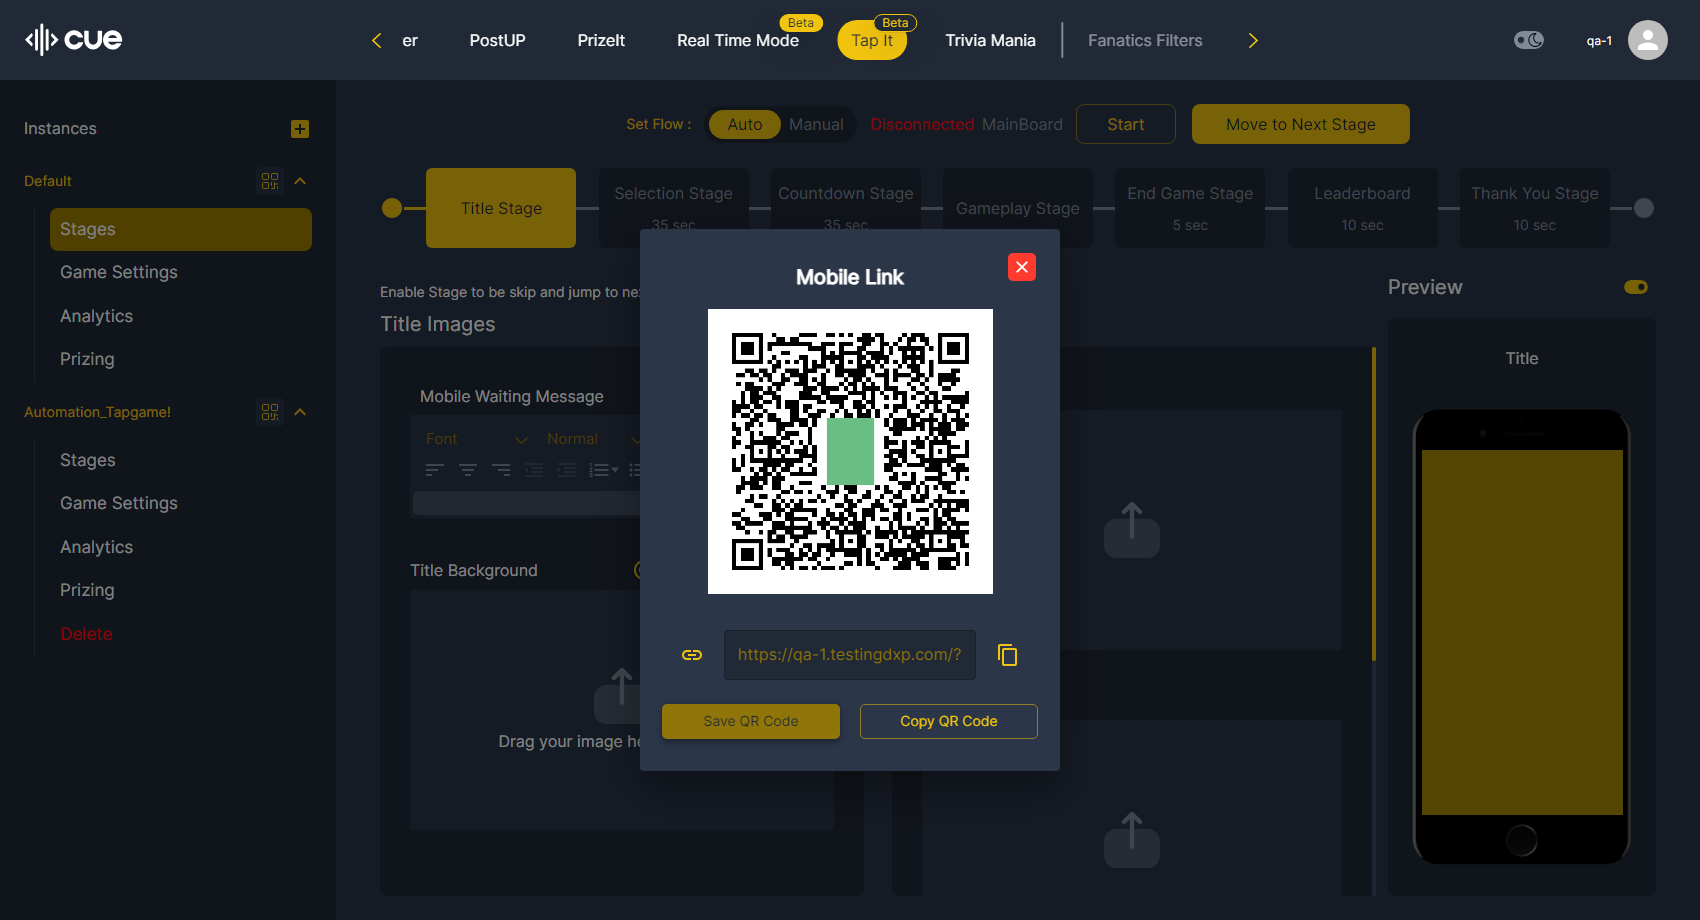 cue
er
PostUP
PrizeIt
Real Time Mode
Beta
Tap It
Beta
Trivia Mania
Fanatics Filters
qa-1
Instances
Default
Stages
Game Settings
Analytics
Prizing
Automation_Tapgame!
Stages
Game Settings
Analytics
Prizing
Delete
Set Flow :
Auto
Manual
Disconnected MainBoard
Start
Move to Next Stage
Title Stage
Selection Stage
35 sec
Countdown Stage
35 sec
Gameplay Stage
End Game Stage
5 sec
Leaderboard
10 sec
Thank You Stage
10 sec
Enable Stage to be skip and jump to ne
Title Images
Mobile Waiting Message
Font
Normal
Title Background
Drag your image he
Mobile Link
https://qa-1.testingdxp.com/?
Save QR Code
Copy QR Code
Preview
Title